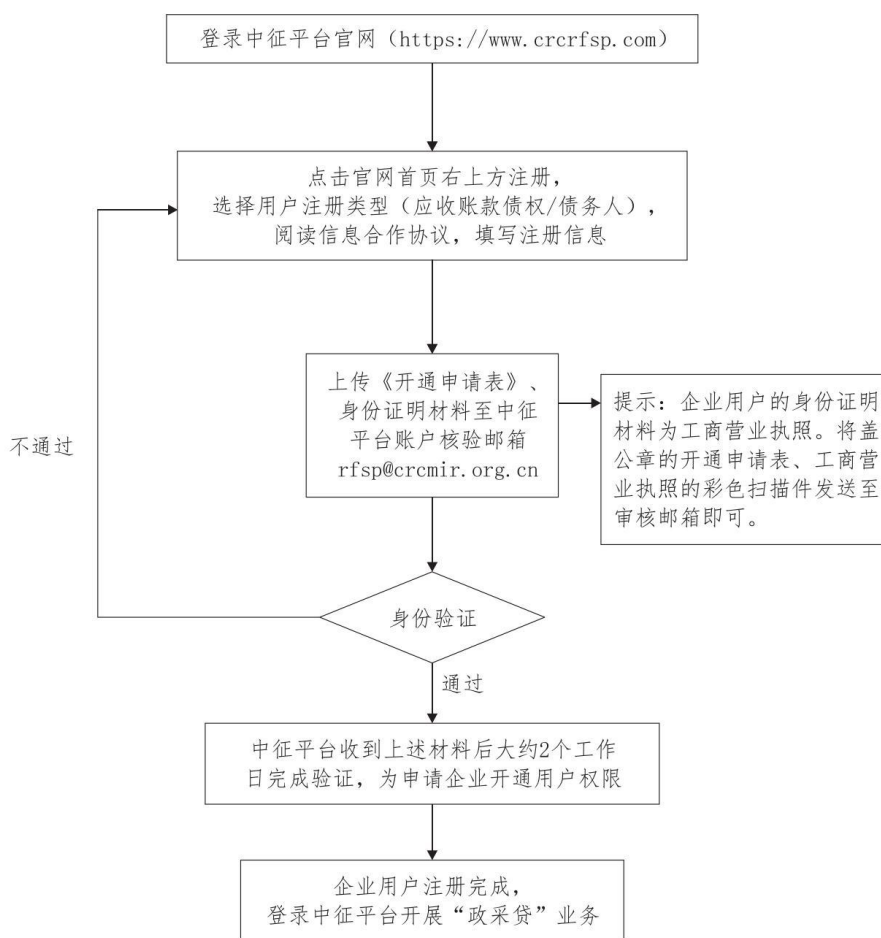 登录中征平台官网（https://www.crcrfsp.com）
点击官网首页右上方注册，
选择用户注册类型（应收账款债权/债务人），
阅读信息合作协议，填写注册信息
上传《开通申请表》、
身份证明材料至中征
平台账户核验邮箱
rfsp@crcmir.org.cn
提示：企业用户的身份证明
材料为工商营业执照。将盖
公章的开通申请表、工商营
业执照的彩色扫描件发送至
审核邮箱即可。
不通过
身份验证
通过
中征平台收到上述材料后大约2个工作
日完成验证，为申请企业开通用户权限
企业用户注册完成，
登录中征平台开展“政采贷”业务